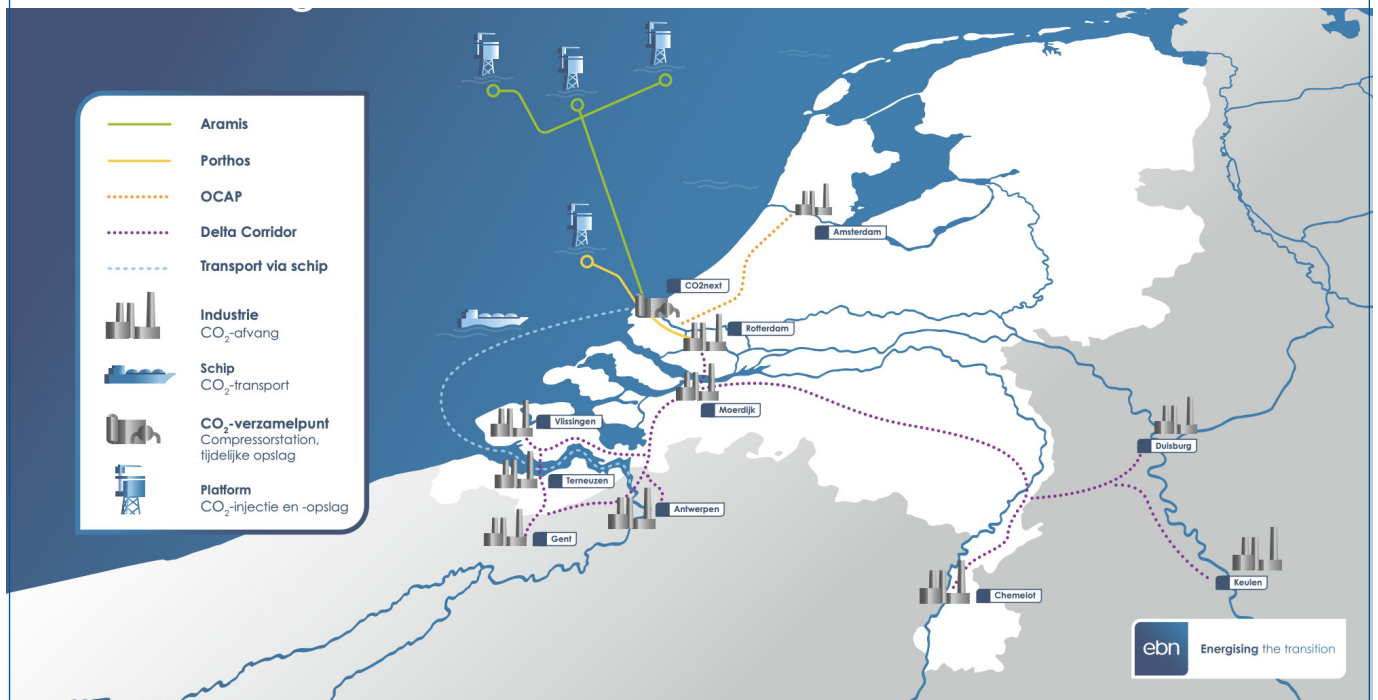 Aramis
Porthos
OCAP
Delta Corridor
Transport via schip
Industrie
CO₂-afvang
Schip
CO₂-transport
CO₂-verzamelpunt
Compressorstation,
tijdelijke opslag
Platform
CO₂-injectie en -opslag
Amsterdam
CO2next
Rotterdam
Moerdijk
Vlissingen
Duisburg
Terneuzen
Antwerpen
Gent
Keulen
Chemelot
ebn Energising the transition